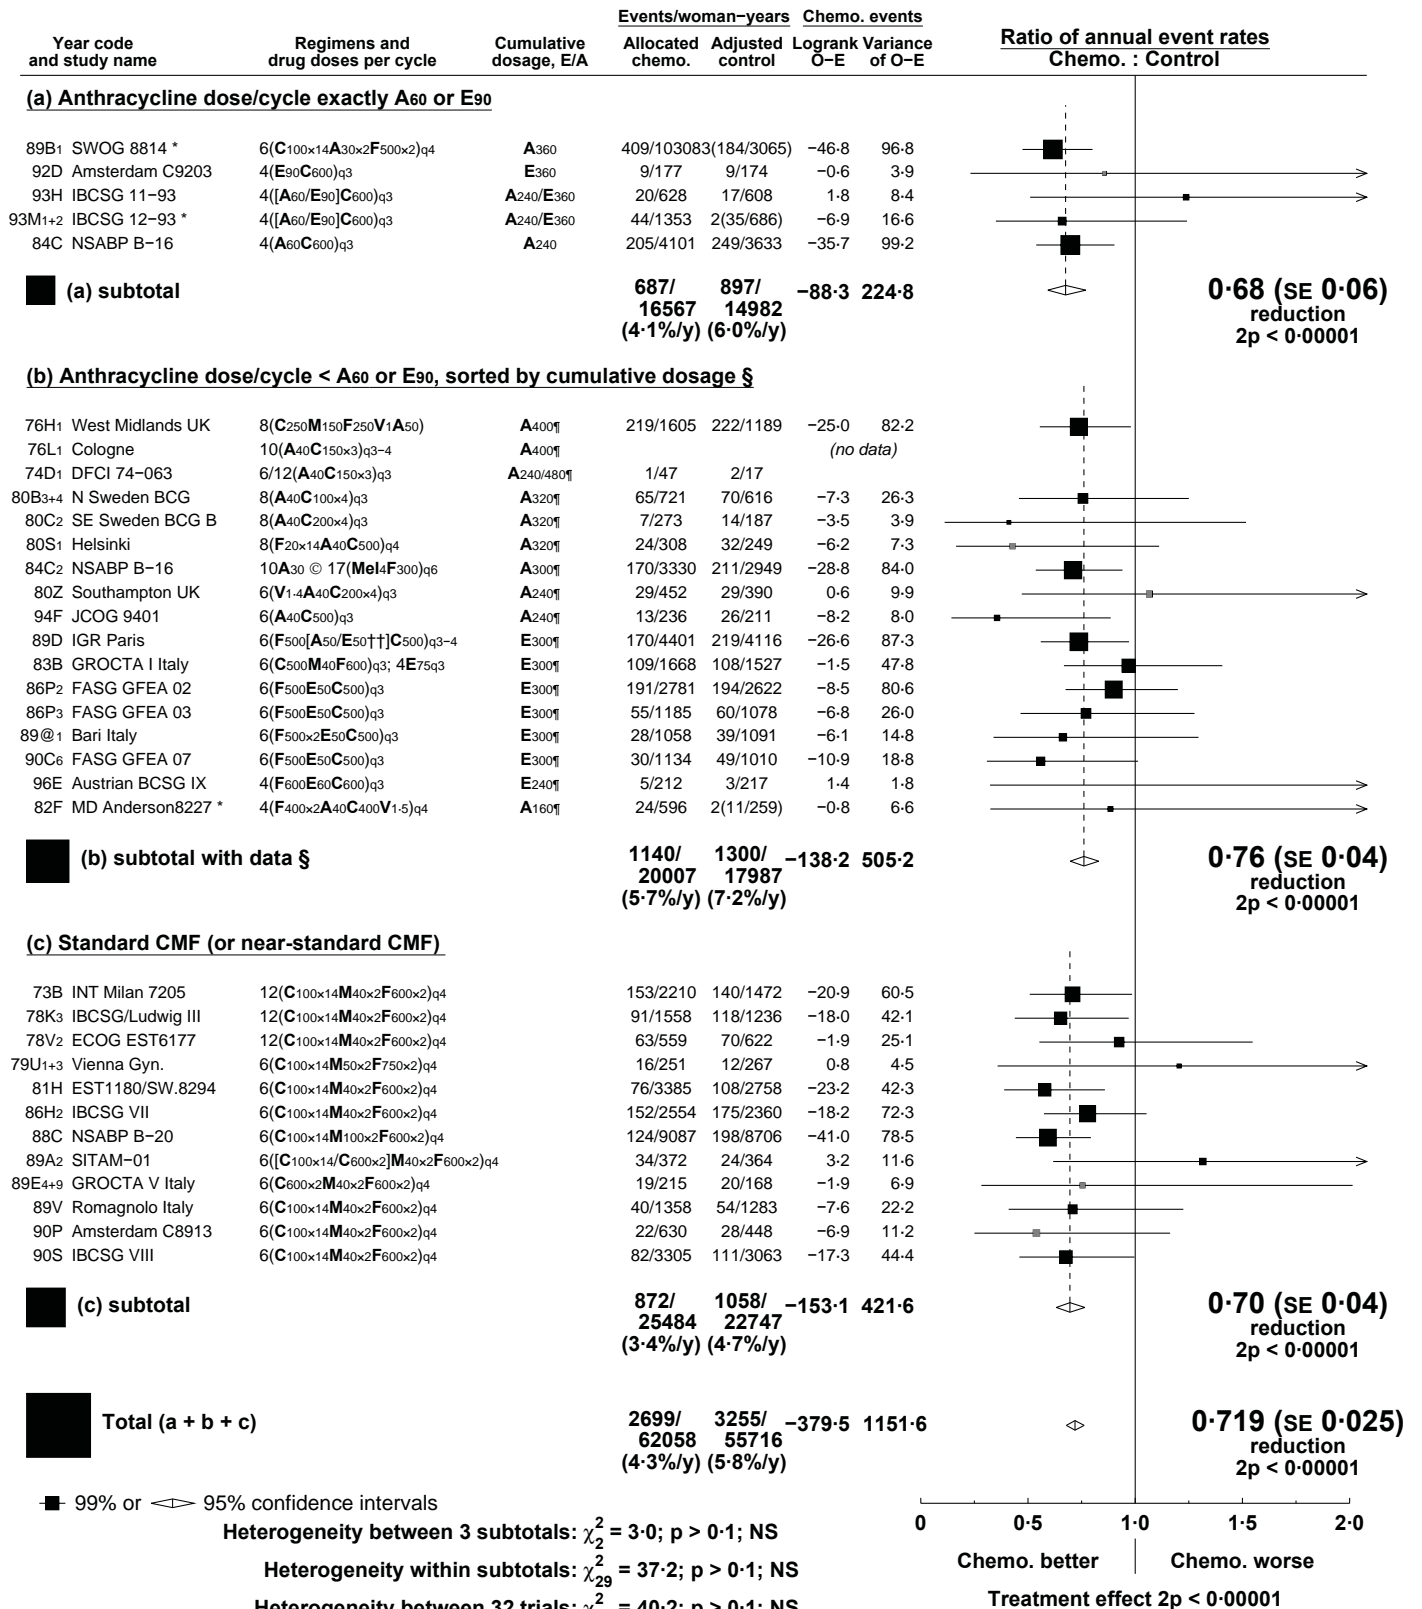 Events/woman−years Chemo. events
Year code and study name Regimens and drug doses per cycle Cumulative dosage, E/A Allocated chemo. Adjusted control Logrank O−E Variance of O−E Ratio of annual event rates Chemo. : Control
(a) Anthracycline dose/cycle exactly A60 or E90
89B1 SWOG 8814 * 6(C100×14A30×2F500×2)q4 A360 409/103083(184/3065) −46·8 96·8
92D Amsterdam C9203 4(E90C600)q3 E360 9/177 9/174 −0·6 3·9
93H IBCSG 11−93 4([A60/E90]C600)q3 A240/E360 20/628 17/608 1·8 8·4
93M1+2 IBCSG 12−93 * 4([A60/E90]C600)q3 A240/E360 44/1353 2(35/686) −6·9 16·6
84C NSABP B−16 4(A60C600)q3 A240 205/4101 249/3633 −35·7 99·2
(a) subtotal 687/ 897/ −88·3 224·8 0·68 (SE 0·06)
16567 14982 reduction
(4·1%/y) (6·0%/y) 2p < 0·00001
(b) Anthracycline dose/cycle < A60 or E90, sorted by cumulative dosage §
76H1 West Midlands UK 8(C250M150F250V1A50) A400¶ 219/1605 222/1189 −25·0 82·2
76L1 Cologne 10(A40C150×3)q3−4 A400¶ (no data)
74D1 DFCI 74−063 6/12(A40C150×3)q3 A240/480¶ 1/47 2/17
80B3+4 N Sweden BCG 8(A40C100×4)q3 A320¶ 65/721 70/616 −7·3 26·3
80C2 SE Sweden BCG B 8(A40C200×4)q3 A320¶ 7/273 14/187 −3·5 3·9
80S1 Helsinki 8(F20×14A40C500)q4 A320¶ 24/308 32/249 −6·2 7·3
84C2 NSABP B−16 10A30 © 17(Mel4F300)q6 A300¶ 170/3330 211/2949 −28·8 84·0
80Z Southampton UK 6(V1·4A40C200×4)q3 A240¶ 29/452 29/390 0·6 9·9
94F JCOG 9401 6(A40C500)q3 A240¶ 13/236 26/211 −8·2 8·0
89D IGR Paris 6(F500[A50/E50††]C500)q3−4 E300¶ 170/4401 219/4116 −26·6 87·3
83B GROCTA I Italy 6(C500M40F600)q3; 4E75q3 E300¶ 109/1668 108/1527 −1·5 47·8
86P2 FASG GFEA 02 6(F500E50C500)q3 E300¶ 191/2781 194/2622 −8·5 80·6
86P3 FASG GFEA 03 6(F500E50C500)q3 E300¶ 55/1185 60/1078 −6·8 26·0
89@1 Bari Italy 6(F500×2E50C500)q3 E300¶ 28/1058 39/1091 −6·1 14·8
90C6 FASG GFEA 07 6(F500E50C500)q3 E300¶ 30/1134 49/1010 −10·9 18·8
96E Austrian BCSG IX 4(F600E60C600)q3 E240¶ 5/212 3/217 1·4 1·8
82F MD Anderson8227 * 4(F400×2A40C400V1·5)q4 A160¶ 24/596 2(11/259) −0·8 6·6
(b) subtotal with data § 1140/ 1300/ −138·2 505·2 0·76 (SE 0·04)
20007 17987 reduction
(5·7%/y) (7·2%/y) 2p < 0·00001
(c) Standard CMF (or near-standard CMF)
73B INT Milan 7205 12(C100×14M40×2F600×2)q4 153/2210 140/1472 −20·9 60·5
78K3 IBCSG/Ludwig III 12(C100×14M40×2F600×2)q4 91/1558 118/1236 −18·0 42·1
78V2 ECOG EST6177 12(C100×14M40×2F600×2)q4 63/559 70/622 −1·9 25·1
79U1+3 Vienna Gyn. 6(C100×14M50×2F750×2)q4 16/251 12/267 0·8 4·5
81H EST1180/SW.8294 6(C100×14M40×2F600×2)q4 76/3385 108/2758 −23·2 42·3
86H2 IBCSG VII 6(C100×14M40×2F600×2)q4 152/2554 175/2360 −18·2 72·3
88C NSABP B−20 6(C100×14M100×2F600×2)q4 124/9087 198/8706 −41·0 78·5
89A2 SITAM−01 6([C100×14/C600×2]M40×2F600×2)q4 34/372 24/364 3·2 11·6
89E4+9 GROCTA V Italy 6(C600×2M40×2F600×2)q4 19/215 20/168 −1·9 6·9
89V Romagnolo Italy 6(C100×14M40×2F600×2)q4 40/1358 54/1283 −7·6 22·2
90P Amsterdam C8913 6(C100×14M40×2F600×2)q4 22/630 28/448 −6·9 11·2
90S IBCSG VIII 6(C100×14M40×2F600×2)q4 82/3305 111/3063 −17·3 44·4
(c) subtotal 872/ 1058/ −153·1 421·6 0·70 (SE 0·04)
25484 22747 reduction
(3·4%/y) (4·7%/y) 2p < 0·00001
Total (a + b + c) 2699/ 3255/ −379·5 1151·6 0·719 (SE 0·025)
62058 55716 reduction
(4·3%/y) (5·8%/y) 2p < 0·00001
99% or 95% confidence intervals
0 0·5 1·0 1·5 2·0
Heterogeneity between 3 subtotals: χ²₂ = 3·0; p > 0·1; NS
Chemo. better Chemo. worse
Heterogeneity within subtotals: χ²₂₉ = 37·2; p > 0·1; NS
Treatment effect 2p < 0·00001
Heterogeneity between 32 trials: χ² = 40·2; p > 0·1; NS